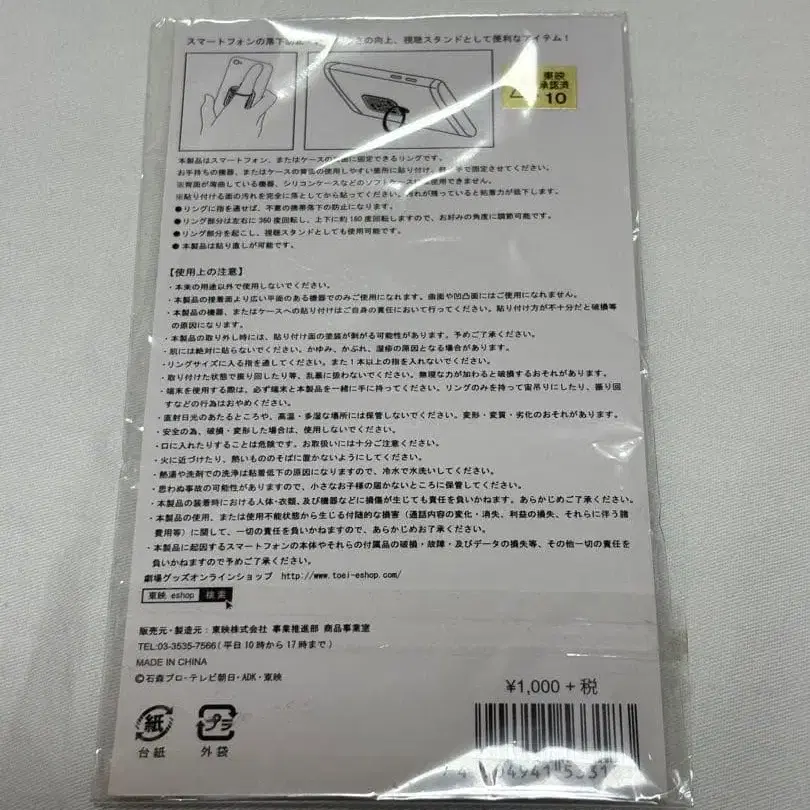 スマートフォンの落下防止 の向上、視聴スタンドとして便利なアイテム！
東映
承認済
10
本製品はスマートフォン、またはケースの背面に固定できるリングです。
お手持ちの機器、またはケースの背面の使用しやすい箇所に貼り付け、 で固定させてください。
※背面が彎曲している機器、シリコンケースなどのソフトケースには使用できません。
※貼り付ける面の汚れを完全に落としてから貼ってください。汚れが残っていると粘着力が低下します。
●リングに指を通せば、不意の携帯落下の防止になります。
●リング部分は左右に360度回転し、上下に約180度回転しますので、お好みの角度に調節可能です。
●リング部分を起こし、視聴スタンドとしても使用可能です。
●本製品は貼り直しが可能です。
【使用上の注意】
・本来の用途以外で使用しないでください。
・本製品の接着面より広い平面のある機器でのみご使用になれます。曲面や凹凸面にはご使用になれません。
・本製品の機器、またはケースへの貼り付けはご自身の責任において行ってください。貼り付け方が不十分だと破損等
の原因になります。
・本製品の取り外し時には、貼り付け面の塗装が剥がる可能性があります。予めご了承ください。
・肌には絶対に貼らないでください。かゆみ、かぶれ、湿疹の原因となる場合があります。
・リングサイズに入る指を通してください。また1本以上の指を入れないでください。
・取り付けた状態で振り回したり等、乱暴に扱わないでください。無理な力が加わると破損するおそれがあります。
・端末を使用する際は、必ず端末と本製品を一緒に手に持ってください。リングのみを持って宙吊りにしたり、振り回
すなどの行為はおやめください。
・直射日光のあたるところや、高温・多湿な場所には保管しないでください。変形・変質・劣化のおそれがあります。
・安全の為、破損・変形した場合は、使用しないでください。
・口に入れたりすることは危険です。お取扱いには十分ご注意ください。
・火に近づけたり、熱いもののそばに置かないようにしてください。
・熱湯や洗剤での洗浄は粘着低下の原因になりますので、冷水で水洗いしてください。
・思わぬ事故の可能性がありますので、小さなお子様の届かないところに保管してください。
・本製品の装着時における人体・衣類、及び機器などに損傷が生じても責任を負いかねます。あらかじめご了承ください。
・本製品の使用、または使用不能状態から生じる付随的な損害（通話内容の変化・消失、利益の損失、それらに伴う諸
費用等）に関して、一切の責任を負いかねますので、あらかじめお了承ください。
・本製品に起因するスマートフォンの本体やそれらの付属品の破損・故障・及びデータの損失等、その他一切の責任を
負いかねますので予めご了承ください。
劇場グッズオンラインショップ http://www.toei-eshop.com/
東映 eshop 検索
販売元・製造元：東映株式会社 事業推進部 商品事業室
TEL:03-3535-7566（平日10時から17時まで）
MADE IN CHINA
©石森プロ・テレビ朝日・ADK・東映
¥1,000 + 税
紙
プラ
台紙
外袋